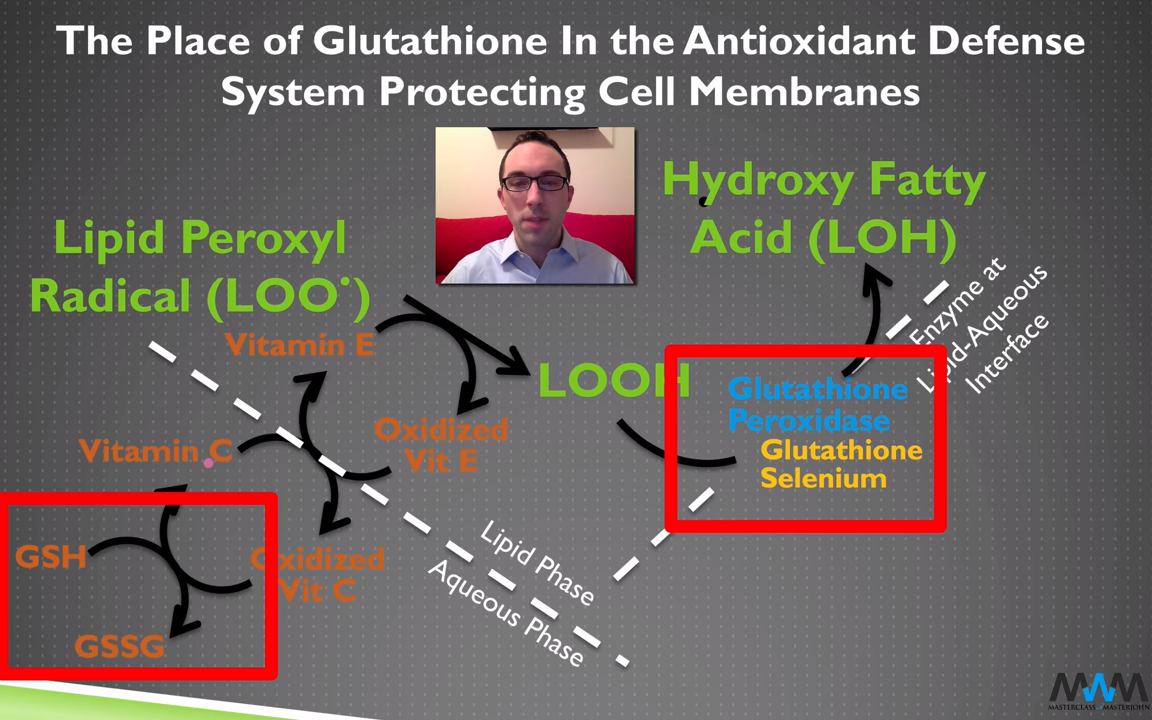 The Place of Glutathione In the Antioxidant Defense
System Protecting Cell Membranes
Lipid Peroxyl
Radical (LOO•)
Hydroxy Fatty
Acid (LOH)
Enzyme at
Lipid-Aqueous
Interface
Vitamin E
LOOH
Glutathione
Peroxidase
Glutathione
Selenium
Vitamin C
Oxidized
Vit E
GSH
Oxidized
Vit C
GSSG
Lipid Phase
Aqueous Phase
MWM
MASTERCLASS with MASTERJOHN